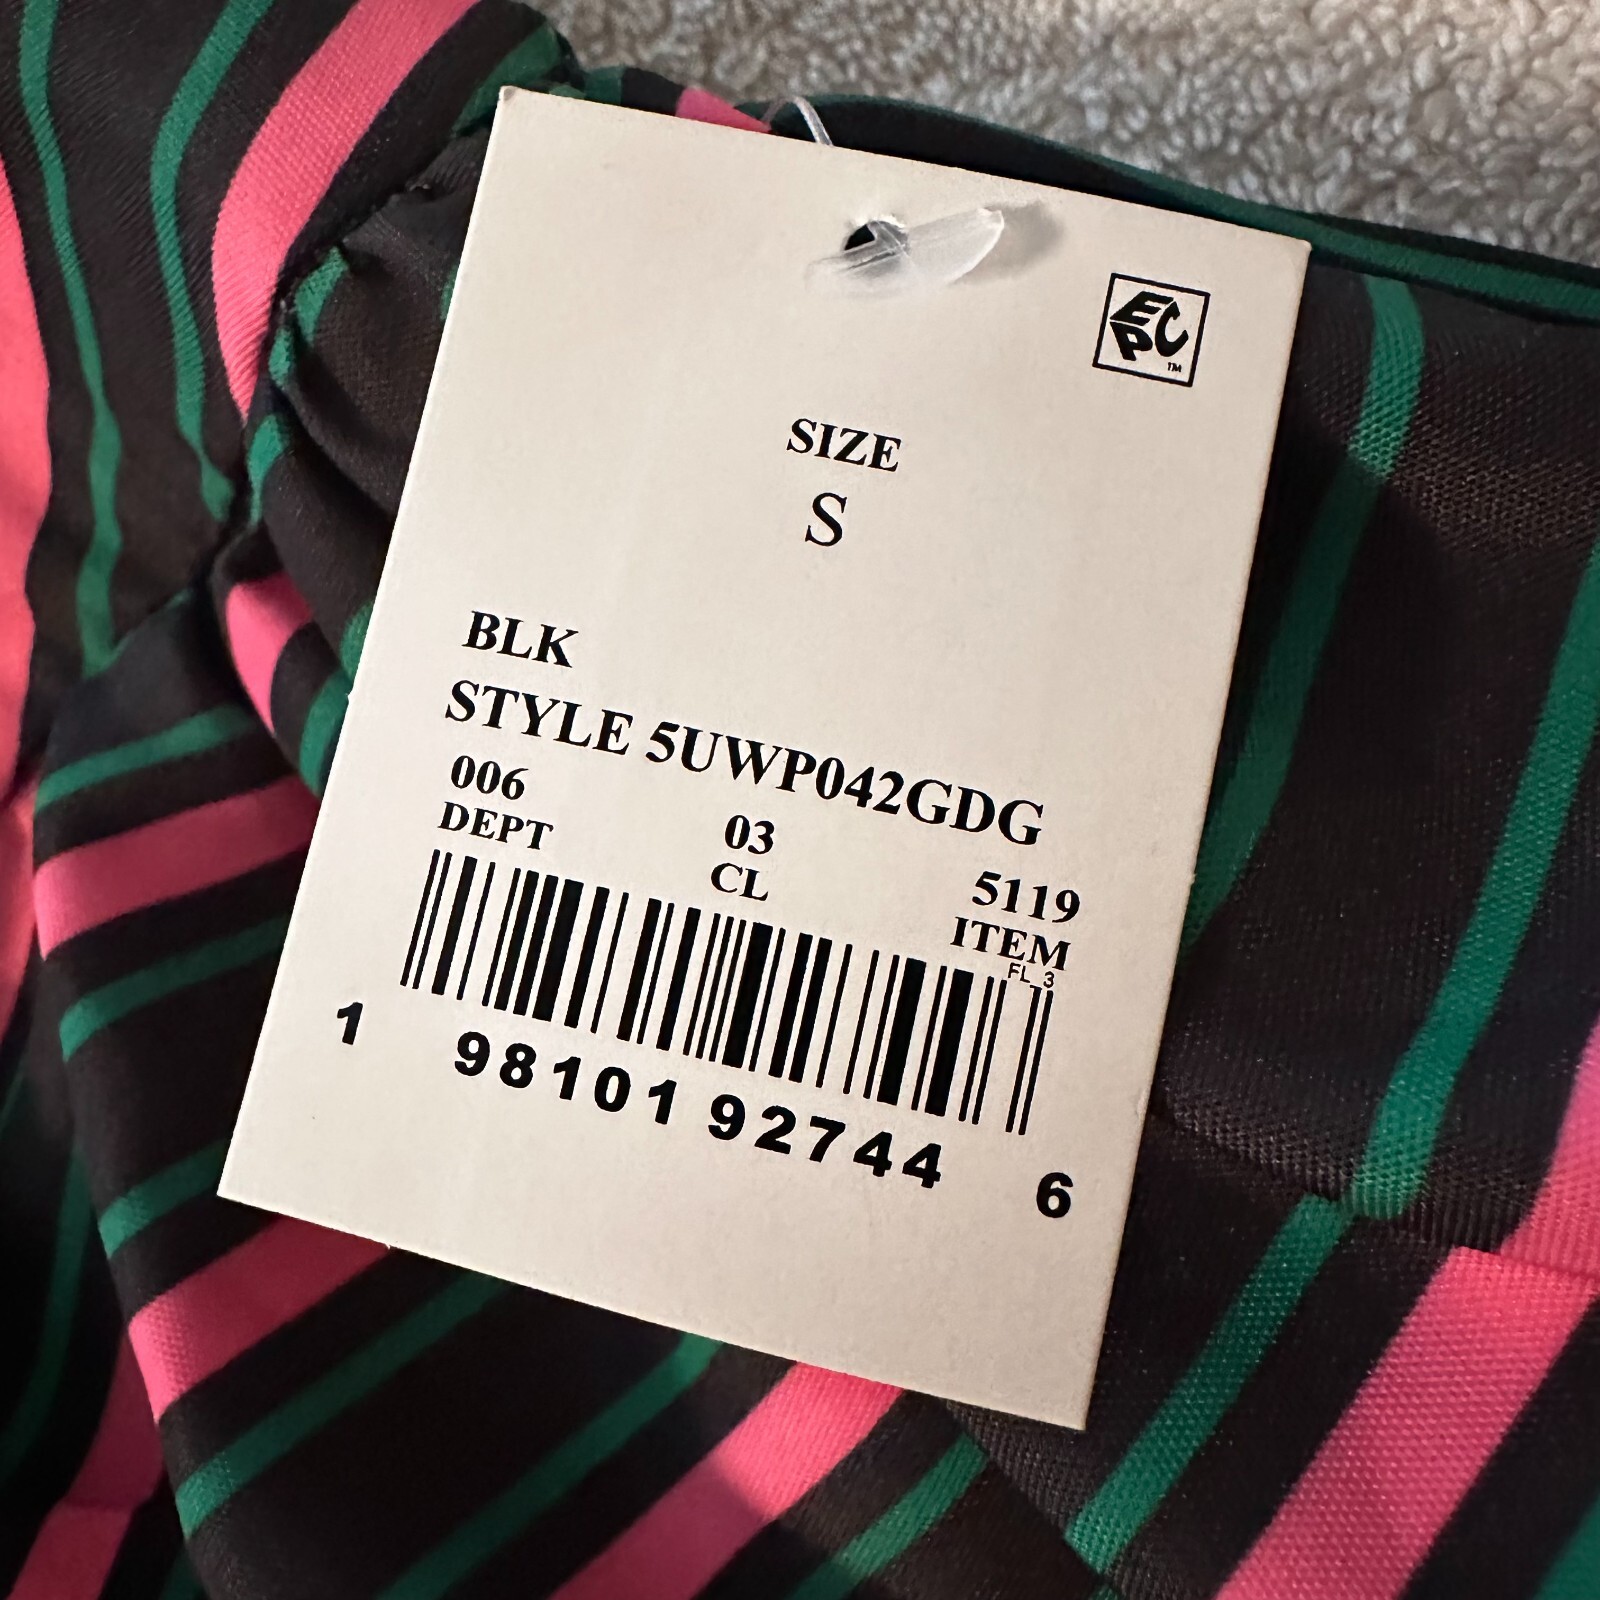 EPC
TM
SIZE
S
BLK
STYLE 5UWP042GDG
006 03 5119
DEPT CL ITEM
FL_3
1 98101 92744 6